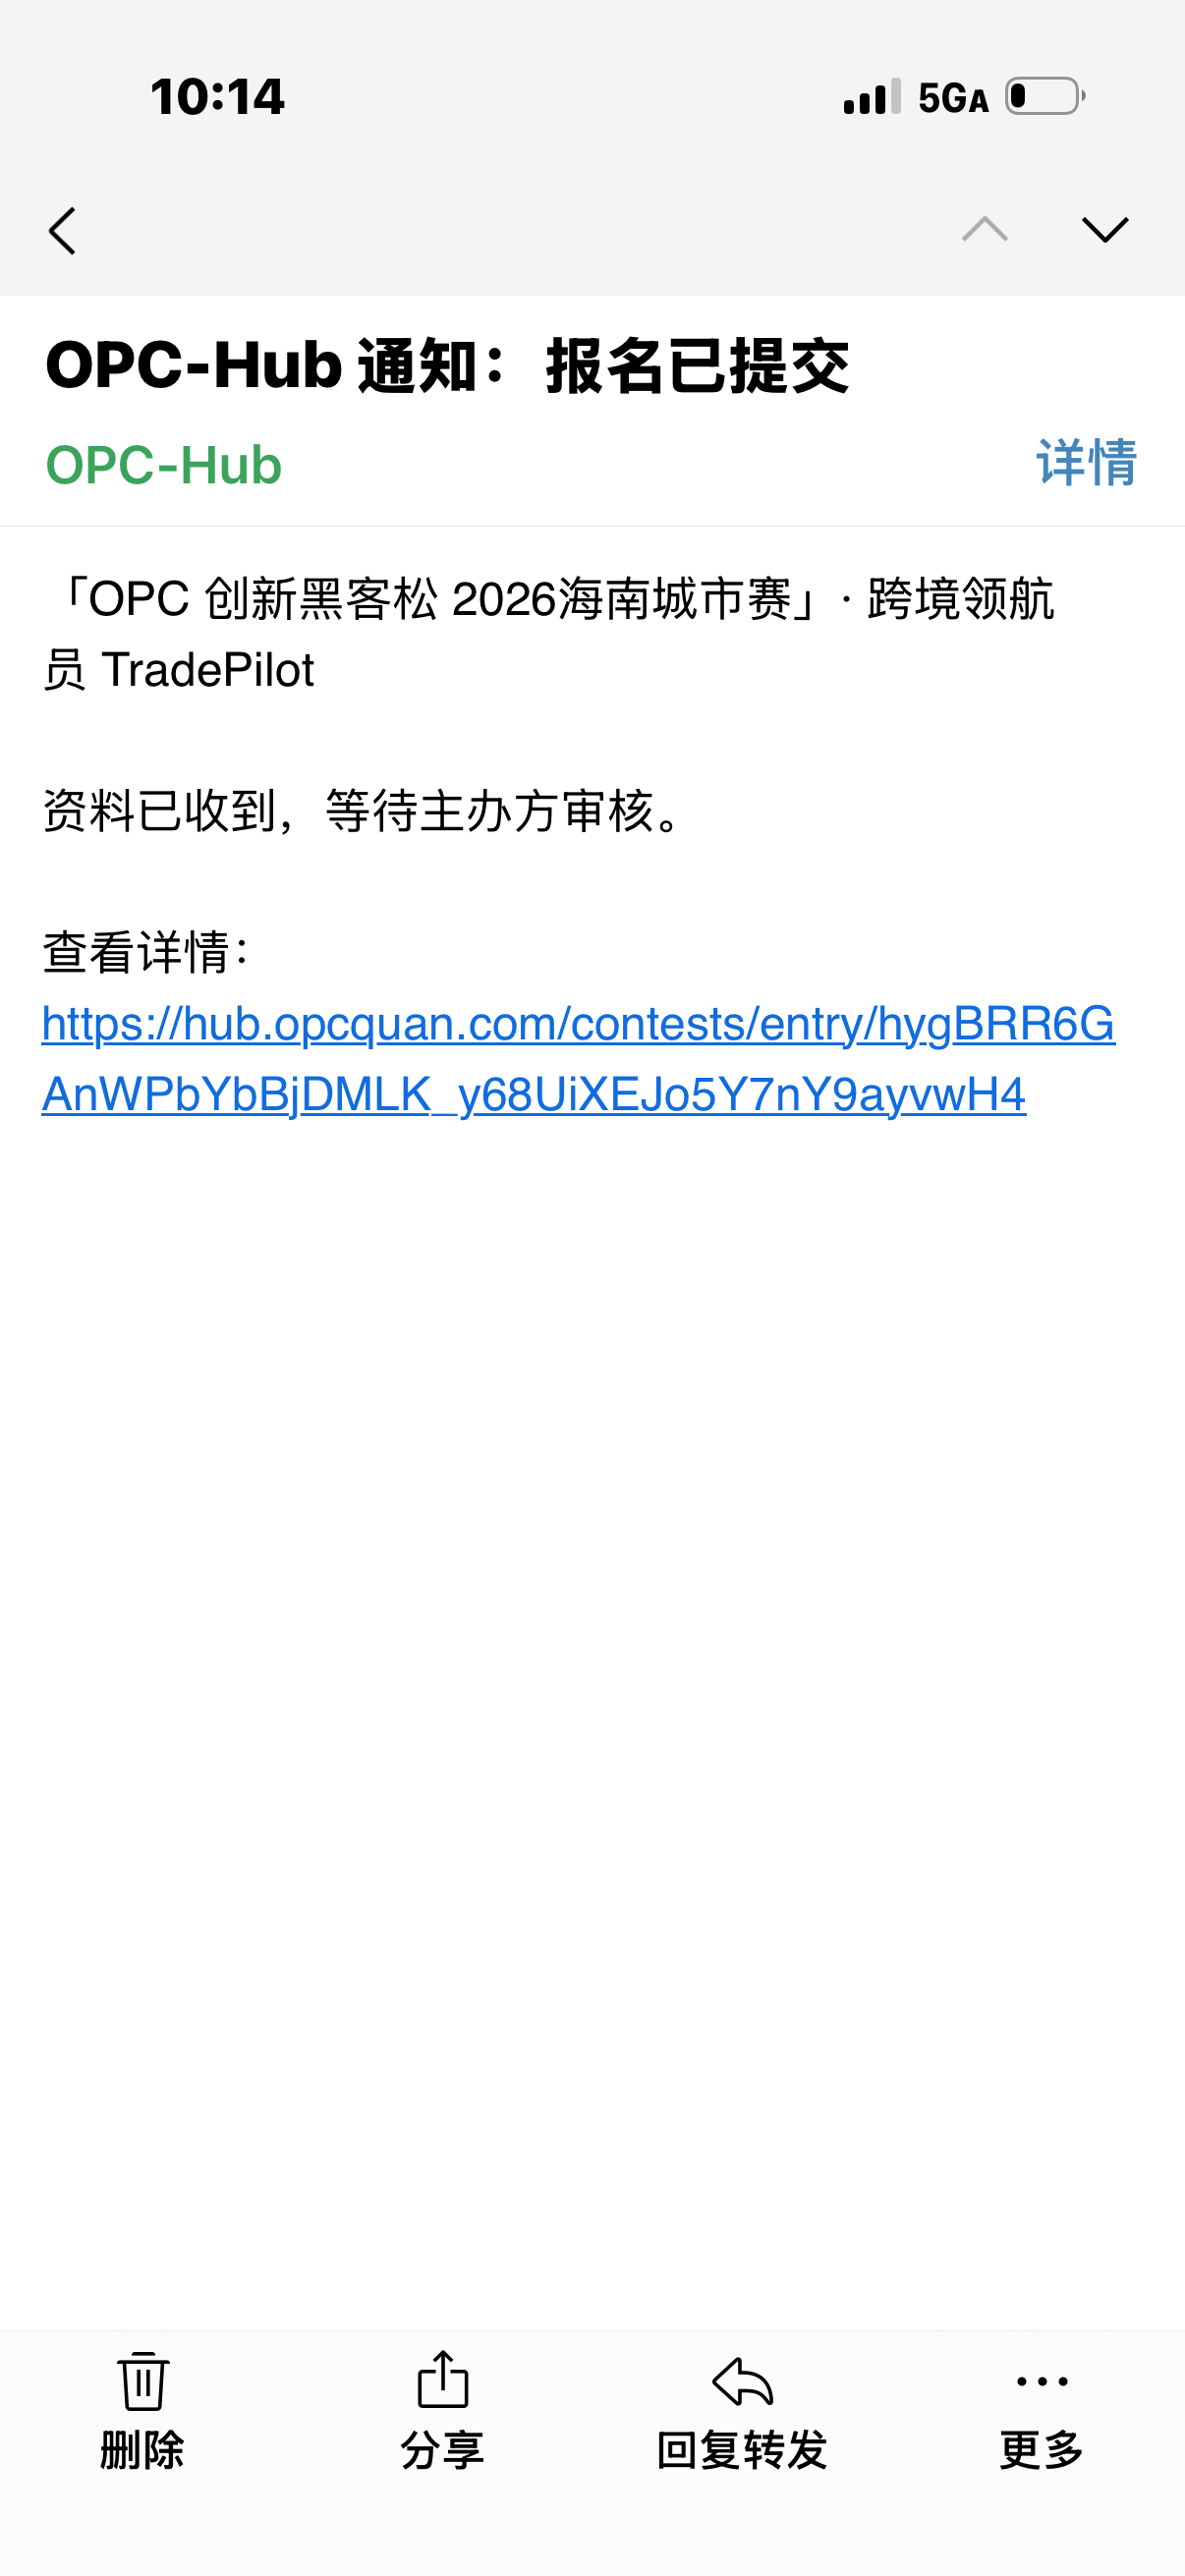 10:14
5GA
OPC-Hub 通知：报名已提交
OPC-Hub
详情
「OPC 创新黑客松 2026海南城市赛」· 跨境领航
员 TradePilot
资料已收到，等待主办方审核。
查看详情：
https://hub.opcquan.com/contests/entry/hygBRR6G
AnWPbYbBjDMLK_y68UiXEJo5Y7nY9ayvwH4
删除
分享
回复转发
更多